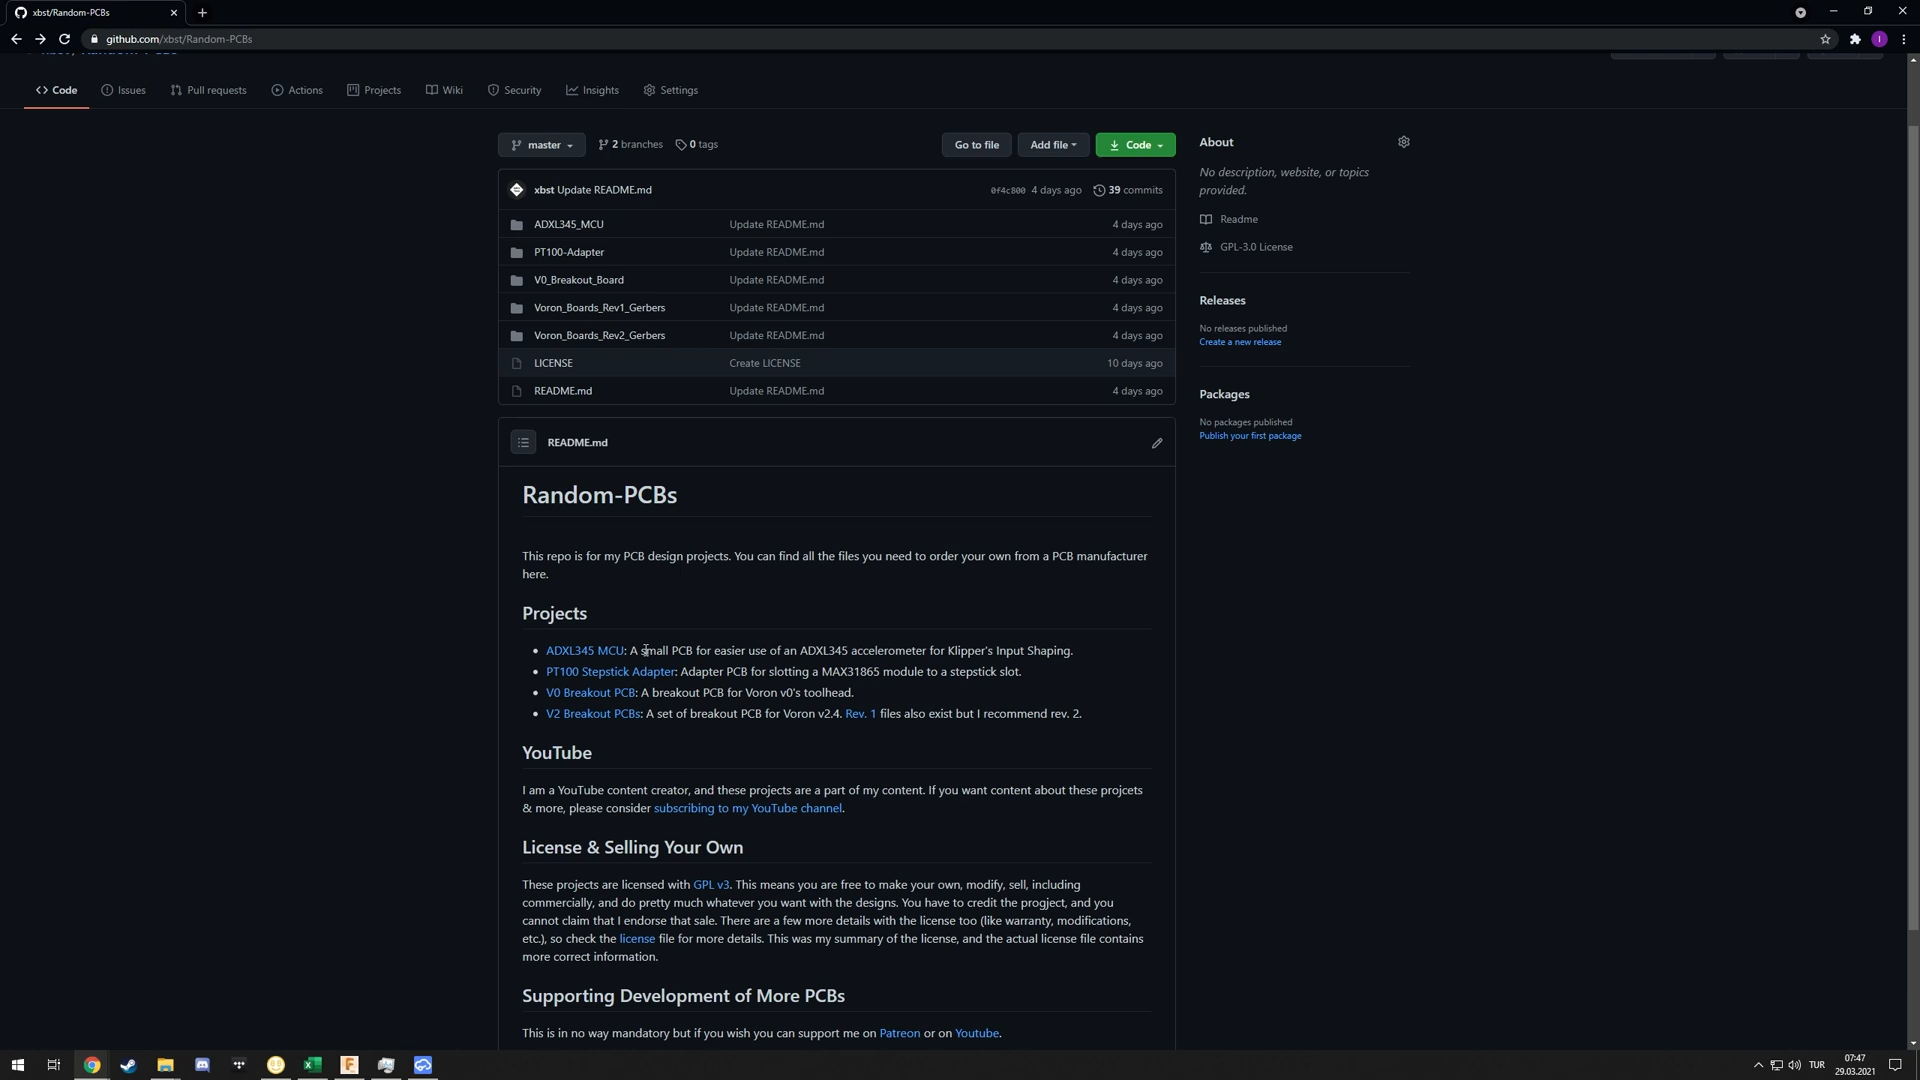 xbst/Random-PCBs
github.com/xbst/Random-PCBs
Code Issues Pull requests Actions Projects Wiki Security Insights Settings
master 2 branches 0 tags Go to file Add file Code
xbst Update README.md 0f4c800 4 days ago 39 commits
ADXL345_MCU Update README.md 4 days ago
PT100-Adapter Update README.md 4 days ago
V0_Breakout_Board Update README.md 4 days ago
Voron_Boards_Rev1_Gerbers Update README.md 4 days ago
Voron_Boards_Rev2_Gerbers Update README.md 4 days ago
LICENSE Create LICENSE 10 days ago
README.md Update README.md 4 days ago
README.md
Random-PCBs
This repo is for my PCB design projects. You can find all the files you need to order your own from a PCB manufacturer
here.
Projects
ADXL345 MCU: A small PCB for easier use of an ADXL345 accelerometer for Klipper's Input Shaping.
PT100 Stepstick Adapter: Adapter PCB for slotting a MAX31865 module to a stepstick slot.
V0 Breakout PCB: A breakout PCB for Voron v0's toolhead.
V2 Breakout PCBs: A set of breakout PCB for Voron v2.4. Rev. 1 files also exist but I recommend rev. 2.
YouTube
I am a YouTube content creator, and these projects are a part of my content. If you want content about these projcets
& more, please consider subscribing to my YouTube channel.
License & Selling Your Own
These projects are licensed with GPL v3. This means you are free to make your own, modify, sell, including
commercially, and do pretty much whatever you want with the designs. You have to credit the progject, and you
cannot claim that I endorse that sale. There are a few more details with the license too (like warranty, modifications,
etc.), so check the license file for more details. This was my summary of the license, and the actual license file contains
more correct information.
Supporting Development of More PCBs
This is in no way mandatory but if you wish you can support me on Patreon or on Youtube.
About
No description, website, or topics
provided.
Readme
GPL-3.0 License
Releases
No releases published
Create a new release
Packages
No packages published
Publish your first package
TUR
07:47
29.03.2021